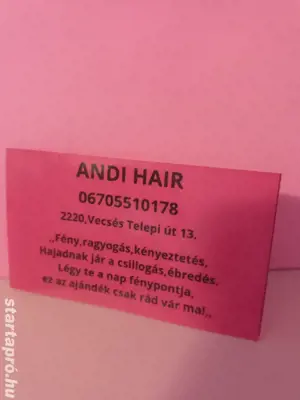 ANDI HAIR
06705510178
2220,Vecsés Telepi út 13.
,,Fény,ragyogás,kényeztetés,
Hajadnak jár a csillogás,ébredés.
Légy te a nap fénypontja,
ez az ajándék csak rád vár ma!,,
startapró.hu